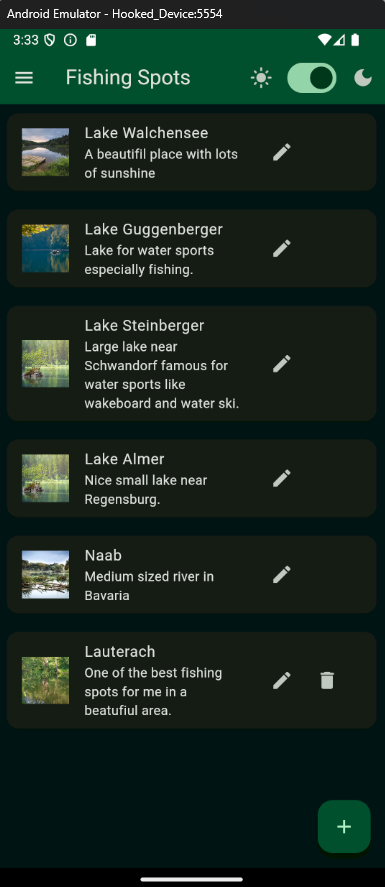 Android Emulator - Hooked_Device:5554
3:33
Fishing Spots
Lake Walchensee
A beautifil place with lots
of sunshine
Lake Guggenberger
Lake for water sports
especially fishing.
Lake Steinberger
Large lake near
Schwandorf famous for
water sports like
wakeboard and water ski.
Lake Almer
Nice small lake near
Regensburg.
Naab
Medium sized river in
Bavaria
Lauterach
One of the best fishing
spots for me in a
beatufiul area.